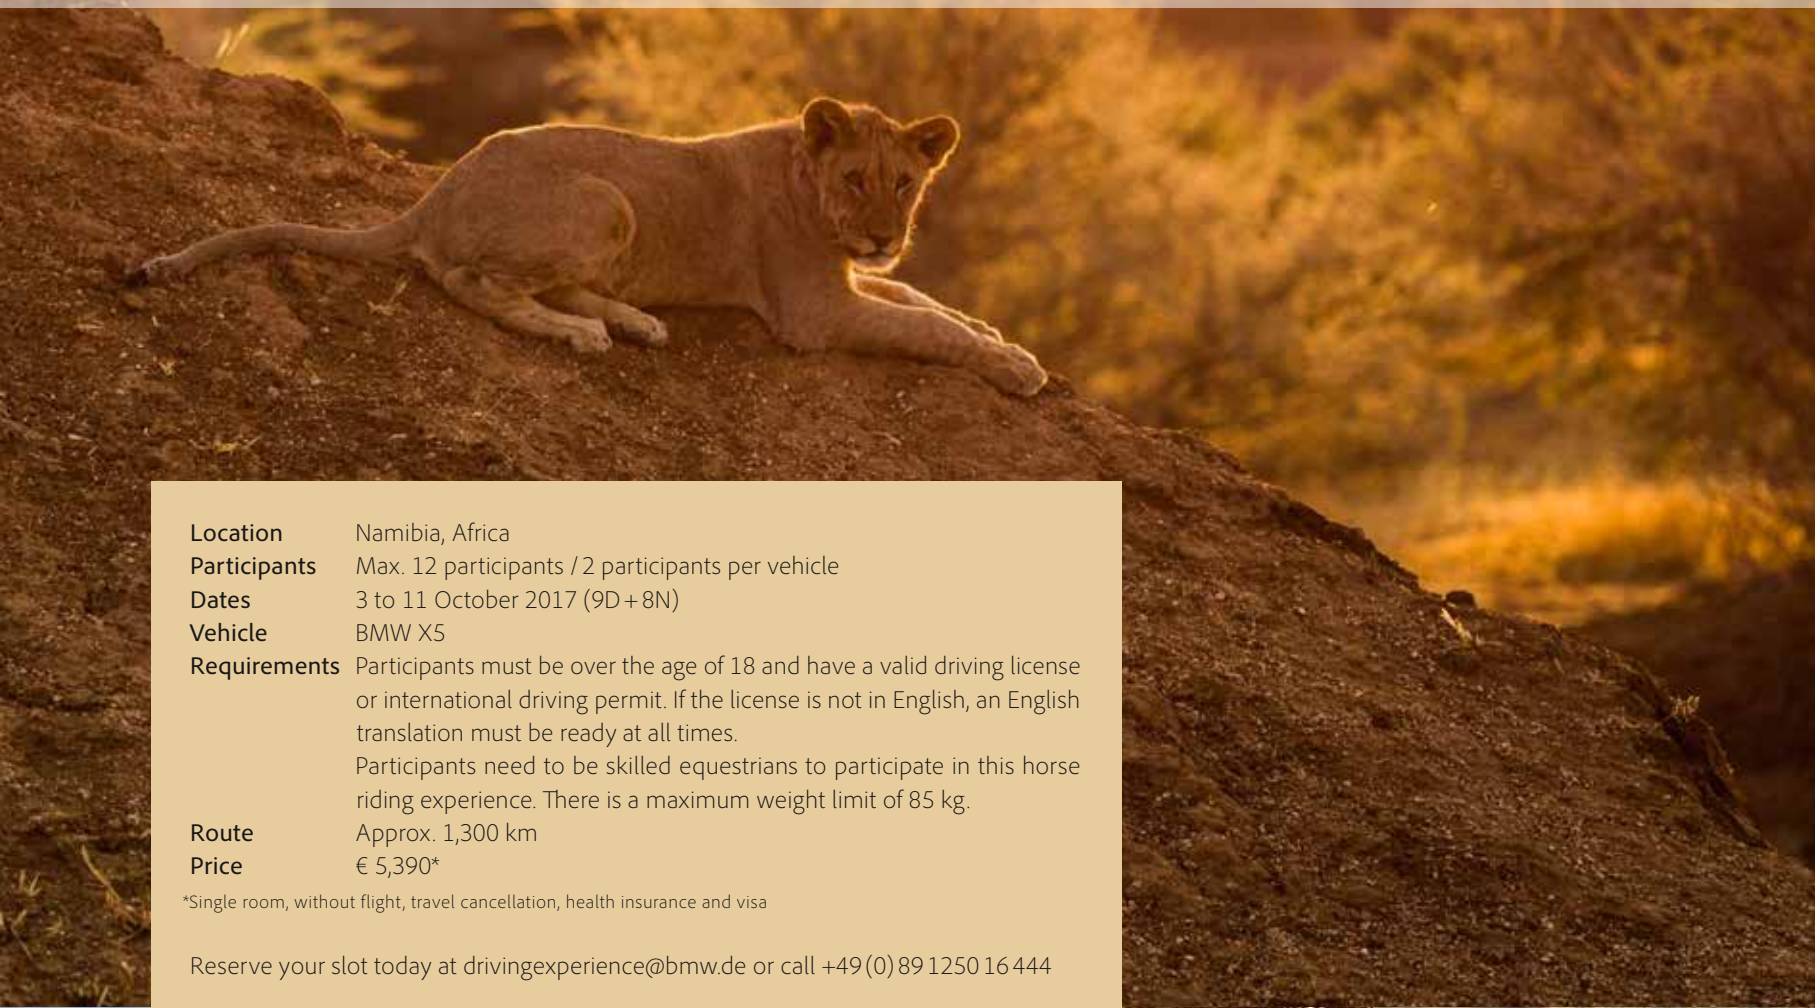 Location Namibia, Africa
Participants Max. 12 participants / 2 participants per vehicle
Dates 3 to 11 October 2017 (9D + 8N)
Vehicle BMW X5
Requirements Participants must be over the age of 18 and have a valid driving license
or international driving permit. If the license is not in English, an English
translation must be ready at all times.
Participants need to be skilled equestrians to participate in this horse
riding experience. There is a maximum weight limit of 85 kg.
Route Approx. 1,300 km
Price € 5,390*
*Single room, without flight, travel cancellation, health insurance and visa
Reserve your slot today at drivingexperience@bmw.de or call +49 (0) 89 1250 16 444